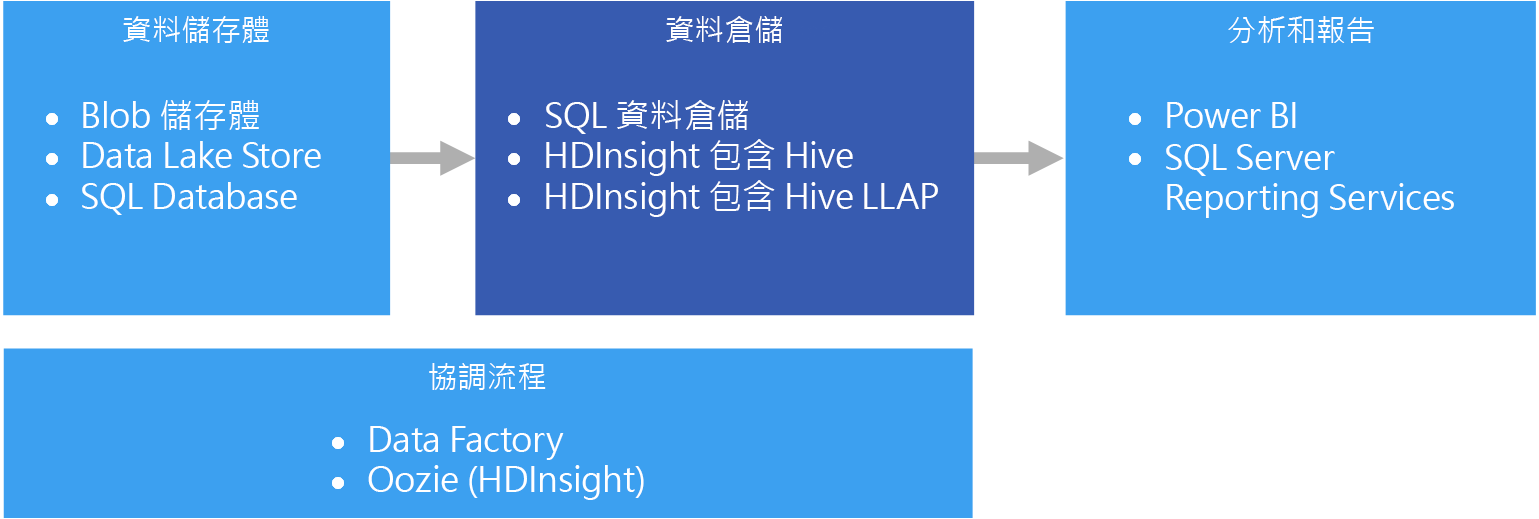 資料儲存體
• Blob 儲存體
• Data Lake Store
• SQL Database
資料倉儲
• SQL 資料倉儲
• HDInsight 包含 Hive
• HDInsight 包含 Hive LLAP
分析和報告
• Power BI
• SQL Server
Reporting Services
協調流程
• Data Factory
• Oozie (HDInsight)